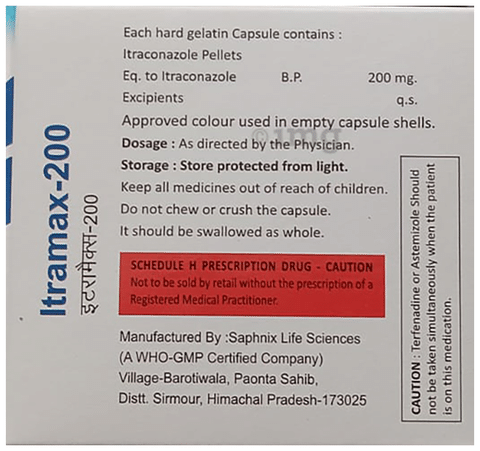 Itramax-200
इटरामैक्स-200
Each hard gelatin Capsule contains :
Itraconazole Pellets
Eq. to Itraconazole B.P. 200 mg.
Excipients q.s.
Approved colour used in empty capsule shells.
Dosage : As directed by the Physician.
Storage : Store protected from light.
Keep all medicines out of reach of children.
Do not chew or crush the capsule.
It should be swallowed as whole.
SCHEDULE H PRESCRIPTION DRUG - CAUTION
Not to be sold by retail without the prescription of a
Registered Medical Practitioner.
Manufactured By :Saphnix Life Sciences
(A WHO-GMP Certified Company)
Village-Barotiwala, Paonta Sahib,
Distt. Sirmour, Himachal Pradesh-173025
CAUTION : Terfenadine or Astemizole Should
not be taken simultaneously when the patient
is on this medication.